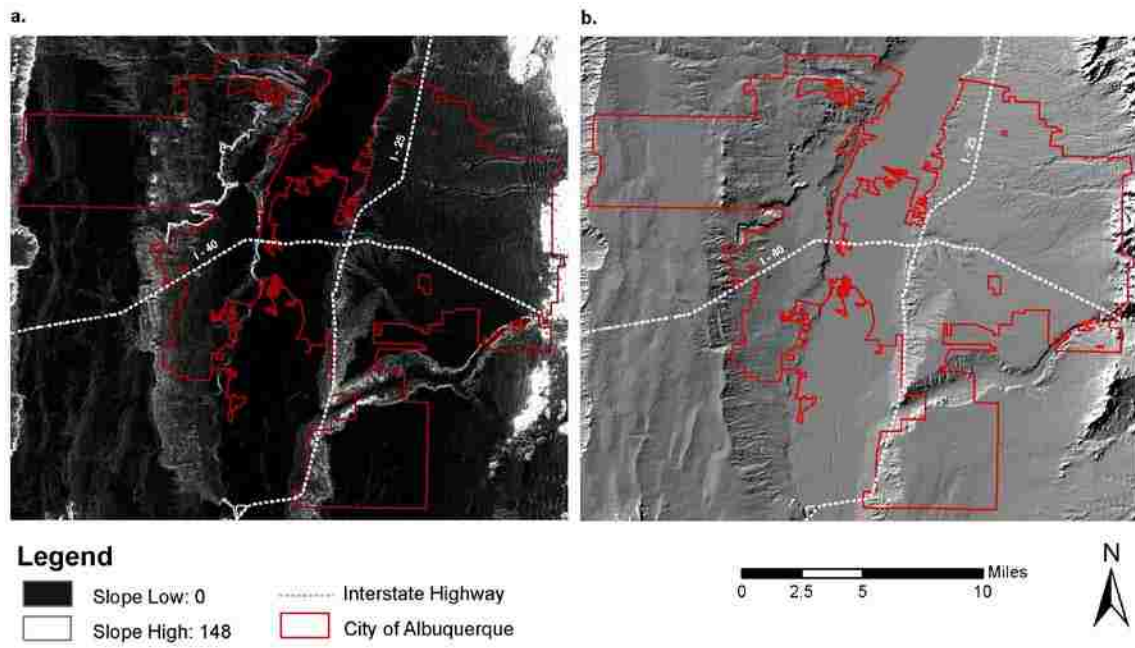 a.
b.
I - 25
I - 40
I - 25
I - 40
Legend
Slope Low: 0
Slope High: 148
Interstate Highway
City of Albuquerque
Miles
0 2.5 5 10
N